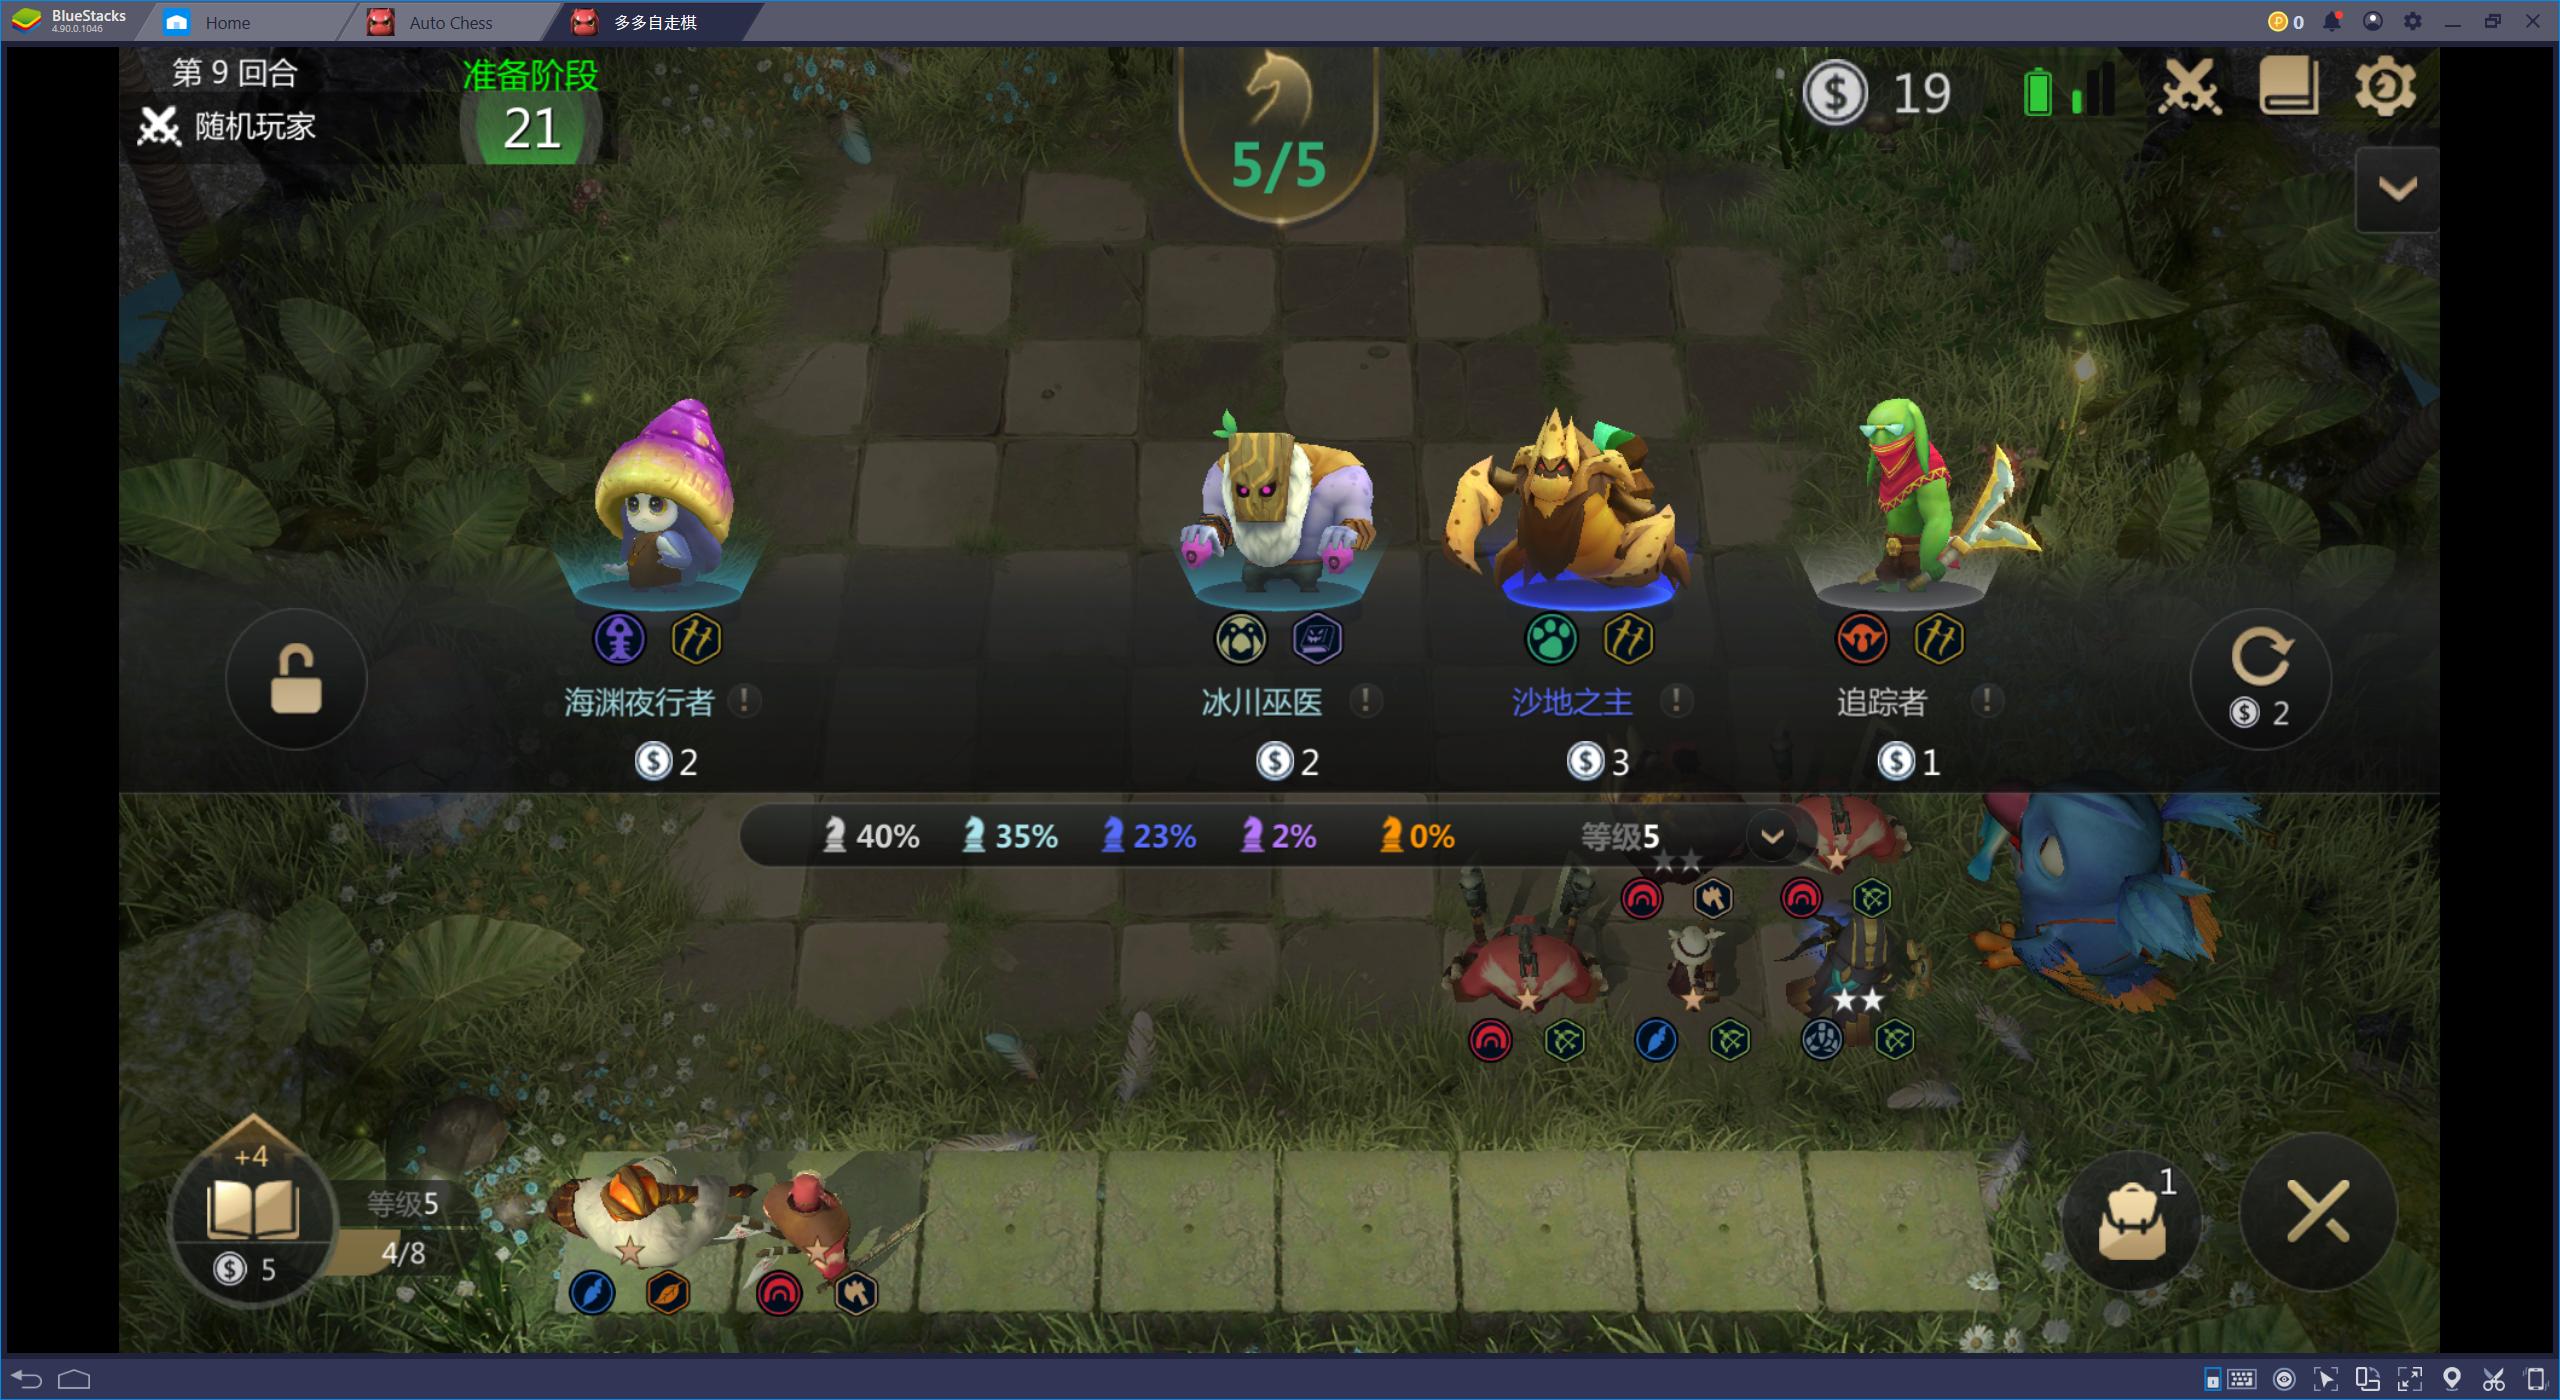 BlueStacks
4.90.0.1046
Home
Auto Chess
多多自走棋
0
第 9 回合
准备阶段
随机玩家
21
5/5
19
海渊夜行者 !
冰川巫医 !
沙地之主 !
追踪者 !
2
2
3
1
2
40%
35%
23%
2%
0%
等级5
+4
等级5
4/8
5
1